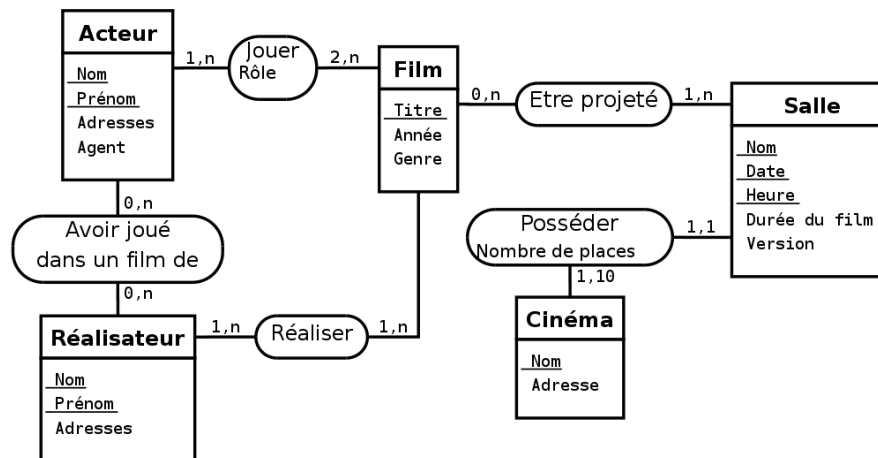 Acteur
Nom
Prénom
Adresses
Agent
1,n
Jouer
Rôle
2,n
Film
Titre
Année
Genre
0,n
Etre projeté
1,n
Salle
Nom
Date
Heure
Durée du film
Version
0,n
Avoir joué
dans un film de
0,n
Posséder
Nombre de places
1,1
1,10
Réalisateur
Nom
Prénom
Adresses
1,n
Réaliser
1,n
Cinéma
Nom
Adresse